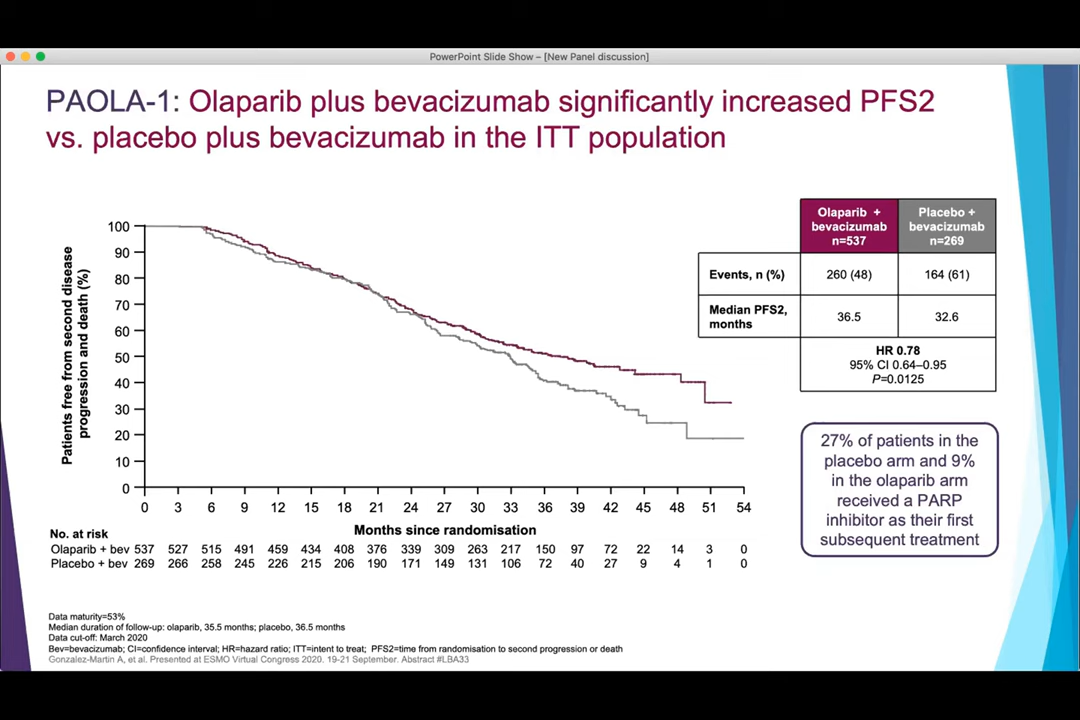 PowerPoint Slide Show – [New Panel discussion]
PAOLA-1: Olaparib plus bevacizumab significantly increased PFS2
vs. placebo plus bevacizumab in the ITT population
Patients free from second disease
progression and death (%)
100
90
80
70
60
50
40
30
20
10
0
0 3 6 9 12 15 18 21 24 27 30 33 36 39 42 45 48 51 54
Months since randomisation
No. at risk
Olaparib + bev 537 527 515 491 459 434 408 376 339 309 263 217 150 97 72 22 14 3 0
Placebo + bev 269 266 258 245 226 215 206 190 171 149 131 106 72 40 27 9 4 1 0
Olaparib +
bevacizumab
n=537
Placebo +
bevacizumab
n=269
Events, n (%) 260 (48) 164 (61)
Median PFS2,
months
36.5 32.6
HR 0.78
95% CI 0.64–0.95
P=0.0125
27% of patients in the
placebo arm and 9%
in the olaparib arm
received a PARP
inhibitor as their first
subsequent treatment
Data maturity=53%
Median duration of follow-up: olaparib, 35.5 months; placebo, 36.5 months
Data cut-off: March 2020
Bev=bevacizumab; CI=confidence interval; HR=hazard ratio; ITT=intent to treat; PFS2=time from randomisation to second progression or death
Gonzalez-Martin A, et al. Presented at ESMO Virtual Congress 2020, 19-21 September. Abstract #LBA33